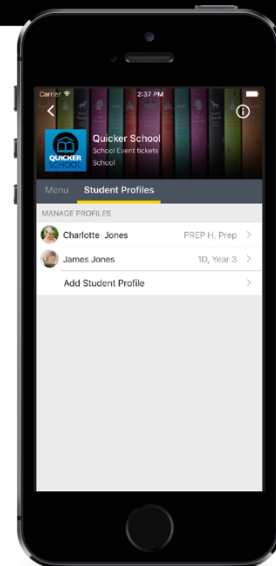 Carrier 2:37 PM
Quicker School
School Event tickets
School
QUICKER
SCHOOL
Menu Student Profiles
MANAGE PROFILES
Charlotte Jones PREP H, Prep
James Jones 1D, Year 3
Add Student Profile